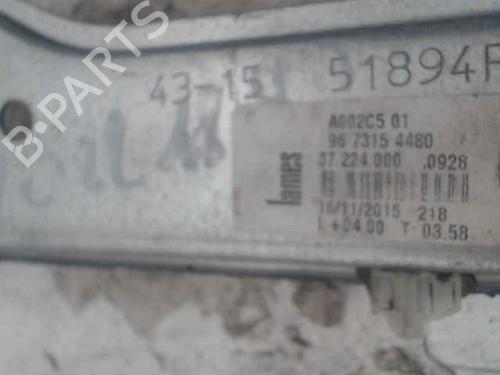 43-151 51894F
A002C5 01
96 7315 4480
37 224 000 .0928
Lames
16/11/2015 218
L +04.00 T 03.58
B-PARTS